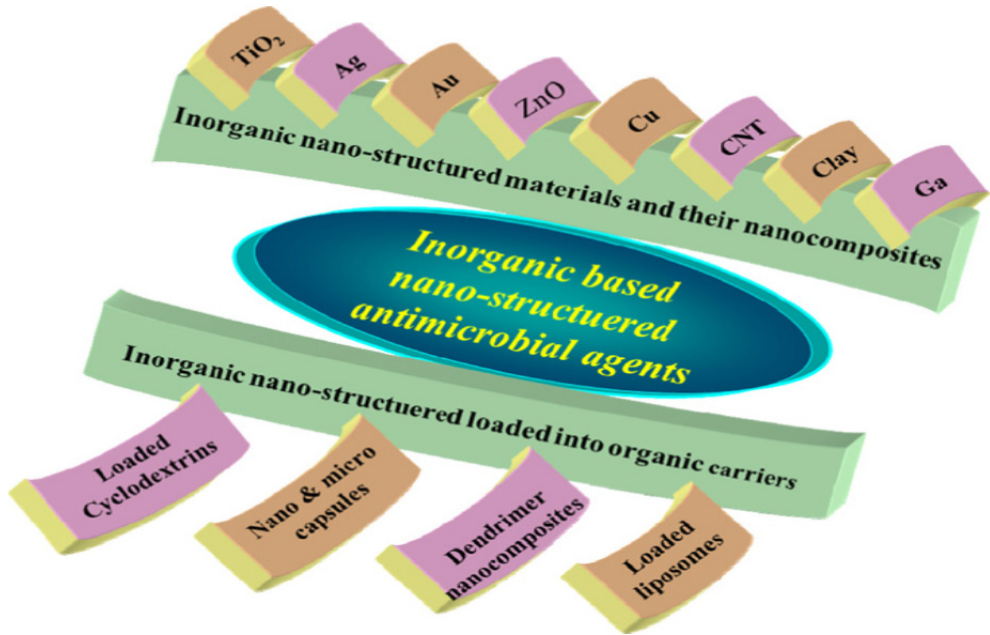 TiO₂
Ag
Au
ZnO
Cu
CNT
Clay
Ga
Inorganic nano-structured materials and their nanocomposites
Inorganic based
nano-structuered
antimicrobial agents
Inorganic nano-structuered loaded into organic carriers
Loaded
Cyclodextrins
Nano & micro
capsules
Dendrimer
nanocomposites
Loaded
liposomes